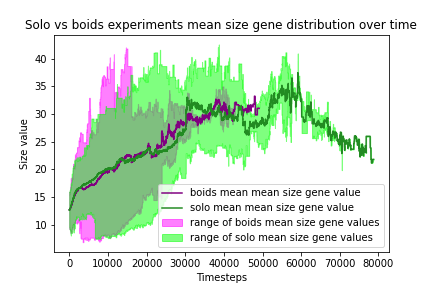 Solo vs boids experiments mean size gene distribution over time
Size value
40
35
30
25
20
15
10
boids mean mean size gene value
solo mean mean size gene value
range of boids mean size gene values
range of solo mean size gene values
0 10000 20000 30000 40000 50000 60000 70000 80000
Timesteps